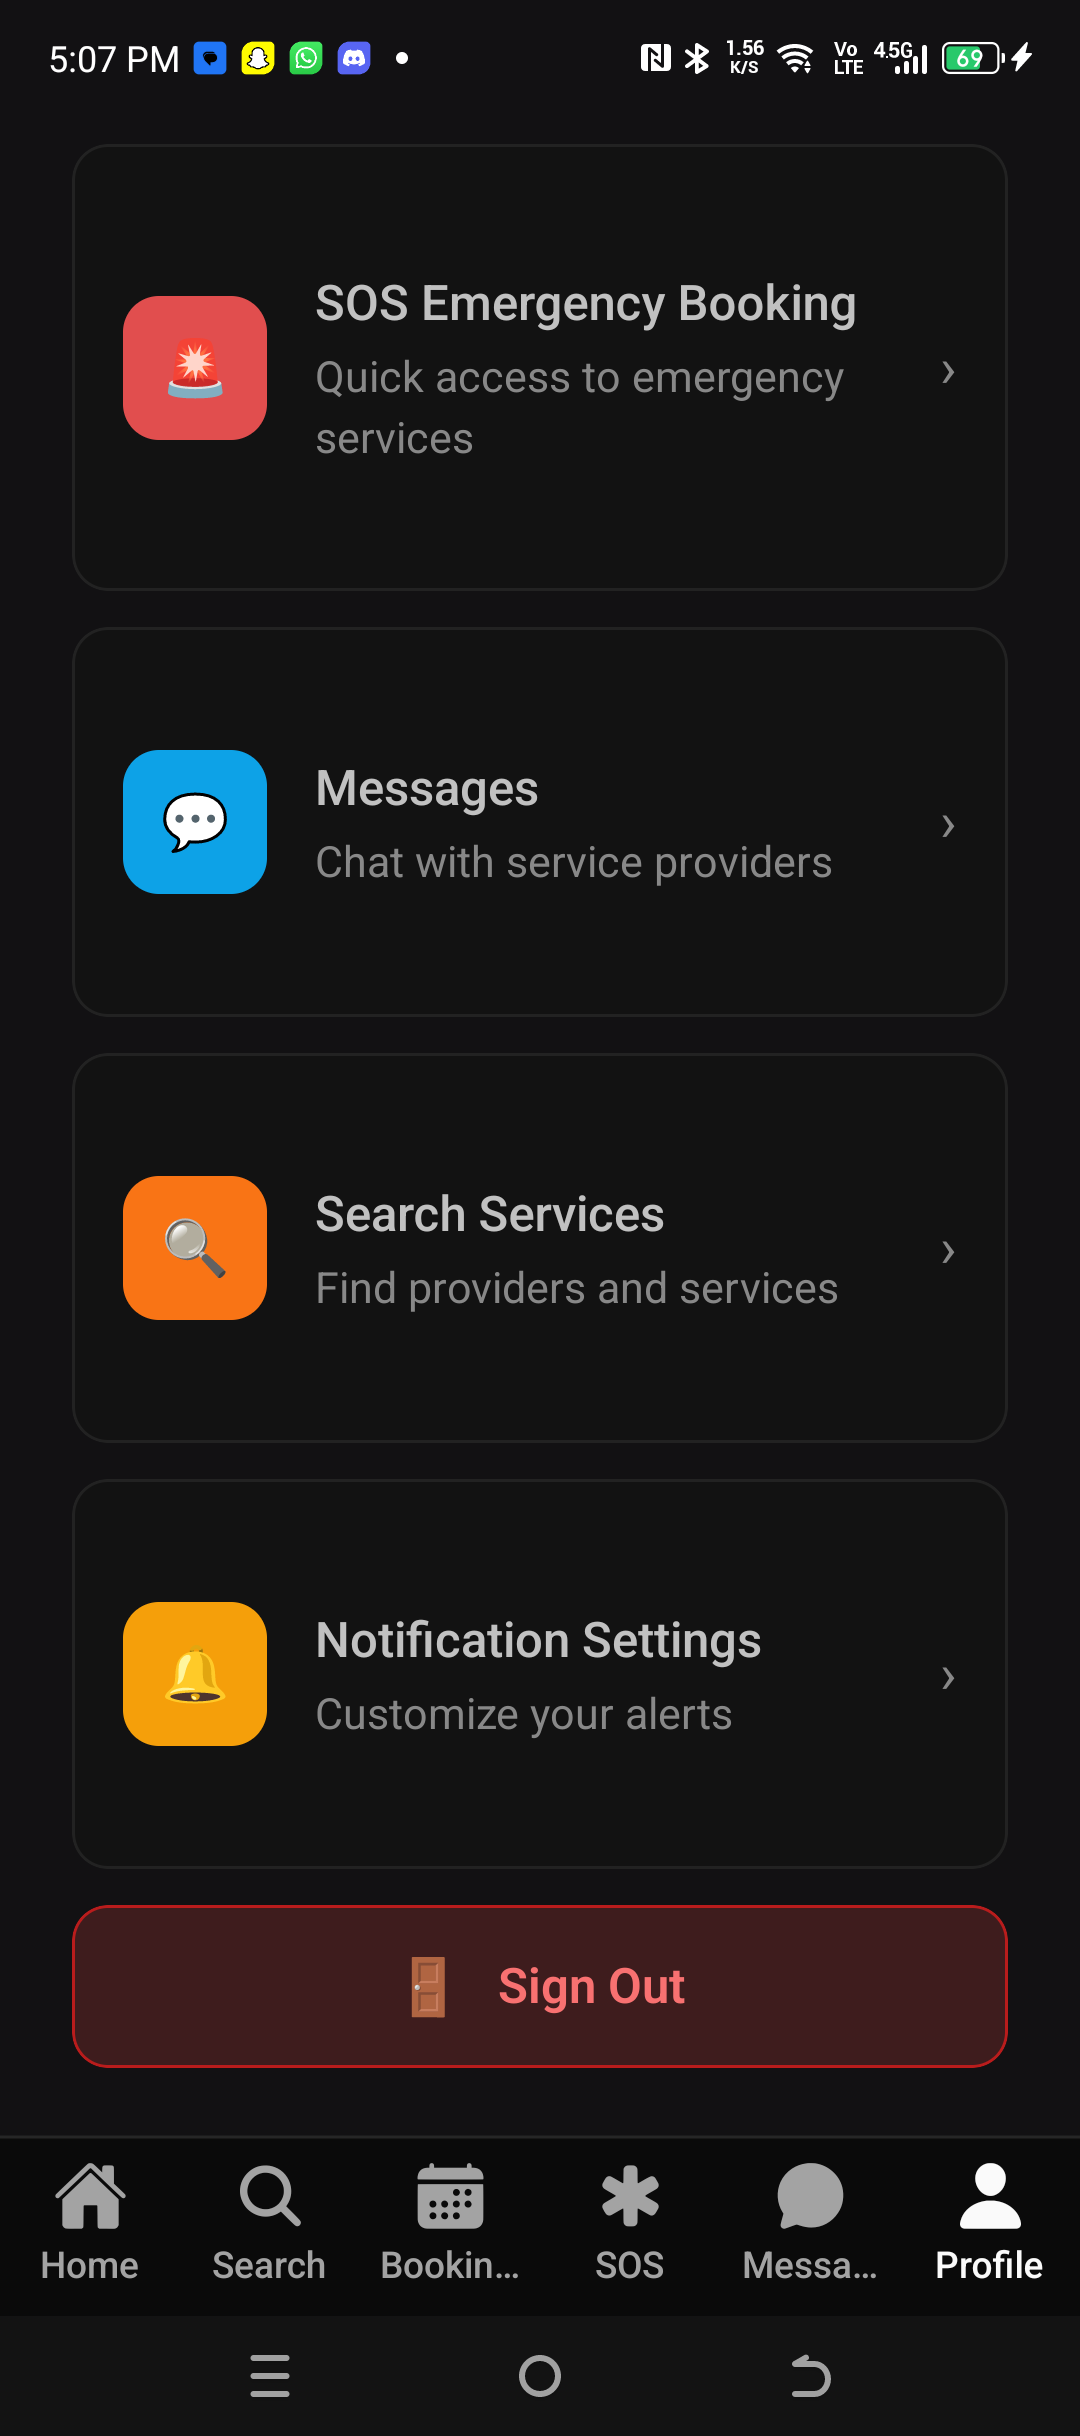 5:07 PM
1.56
K/S
Vo
LTE
4.5G
69
SOS Emergency Booking
Quick access to emergency
services
›
Messages
Chat with service providers
›
Search Services
Find providers and services
›
Notification Settings
Customize your alerts
›
Sign Out
Home
Search
Bookin...
SOS
Messa...
Profile